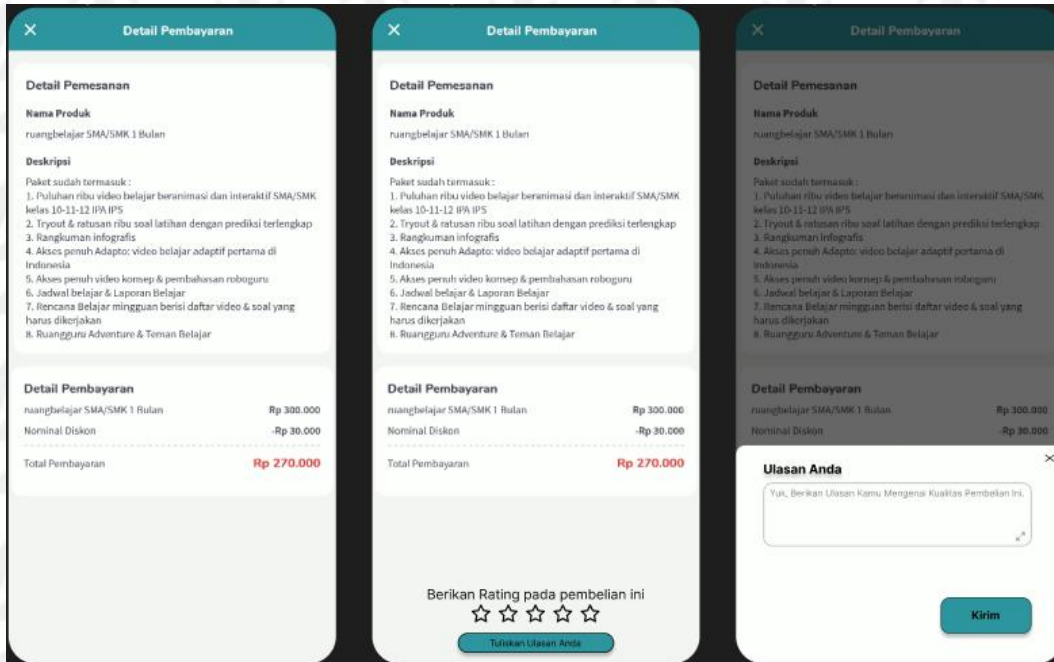 Detail Pembayaran
Detail Pemesanan
Nama Produk
ruangbelajar SMA/SMK 1 Bulan
Deskripsi
Paket sudah termasuk :
1. Puluhan ribu video belajar beranimasi dan interaktif SMA/SMK
kelas 10-11-12 IPA IPS
2. Tryout & ratusan ribu soal latihan dengan prediksi terlengkap
3. Rangkuman infografis
4. Akses penuh Adapto: video belajar adaptif pertama di
Indonesia
5. Akses penuh video konsep & pembahasan roboguru
6. Jadwal belajar & Laporan Belajar
7. Rencana Belajar mingguan berisi daftar video & soal yang
harus dikerjakan
8. Ruangguru Adventure & Teman Belajar
Detail Pembayaran
ruangbelajar SMA/SMK 1 Bulan Rp 300.000
Nominal Diskon -Rp 30.000
Total Pembayaran Rp 270.000
Detail Pembayaran
Detail Pemesanan
Nama Produk
ruangbelajar SMA/SMK 1 Bulan
Deskripsi
Paket sudah termasuk :
1. Puluhan ribu video belajar beranimasi dan interaktif SMA/SMK
kelas 10-11-12 IPA IPS
2. Tryout & ratusan ribu soal latihan dengan prediksi terlengkap
3. Rangkuman infografis
4. Akses penuh Adapto: video belajar adaptif pertama di
Indonesia
5. Akses penuh video konsep & pembahasan roboguru
6. Jadwal belajar & Laporan Belajar
7. Rencana Belajar mingguan berisi daftar video & soal yang
harus dikerjakan
8. Ruangguru Adventure & Teman Belajar
Detail Pembayaran
ruangbelajar SMA/SMK 1 Bulan Rp 300.000
Nominal Diskon -Rp 30.000
Total Pembayaran Rp 270.000
Berikan Rating pada pembelian ini
Tuliskan Ulasan Anda
Detail Pembayaran
Detail Pemesanan
Nama Produk
ruangbelajar SMA/SMK 1 Bulan
Deskripsi
Paket sudah termasuk :
1. Puluhan ribu video belajar beranimasi dan interaktif SMA/SMK
kelas 10-11-12 IPA IPS
2. Tryout & ratusan ribu soal latihan dengan prediksi terlengkap
3. Rangkuman infografis
4. Akses penuh Adapto: video belajar adaptif pertama di
Indonesia
5. Akses penuh video konsep & pembahasan roboguru
6. Jadwal belajar & Laporan Belajar
7. Rencana Belajar mingguan berisi daftar video & soal yang
harus dikerjakan
8. Ruangguru Adventure & Teman Belajar
Detail Pembayaran
ruangbelajar SMA/SMK 1 Bulan Rp 300.000
Nominal Diskon -Rp 30.000
Ulasan Anda
Yuk, Berikan Ulasan Kamu Mengenai Kualitas Pembelian Ini.
Kirim